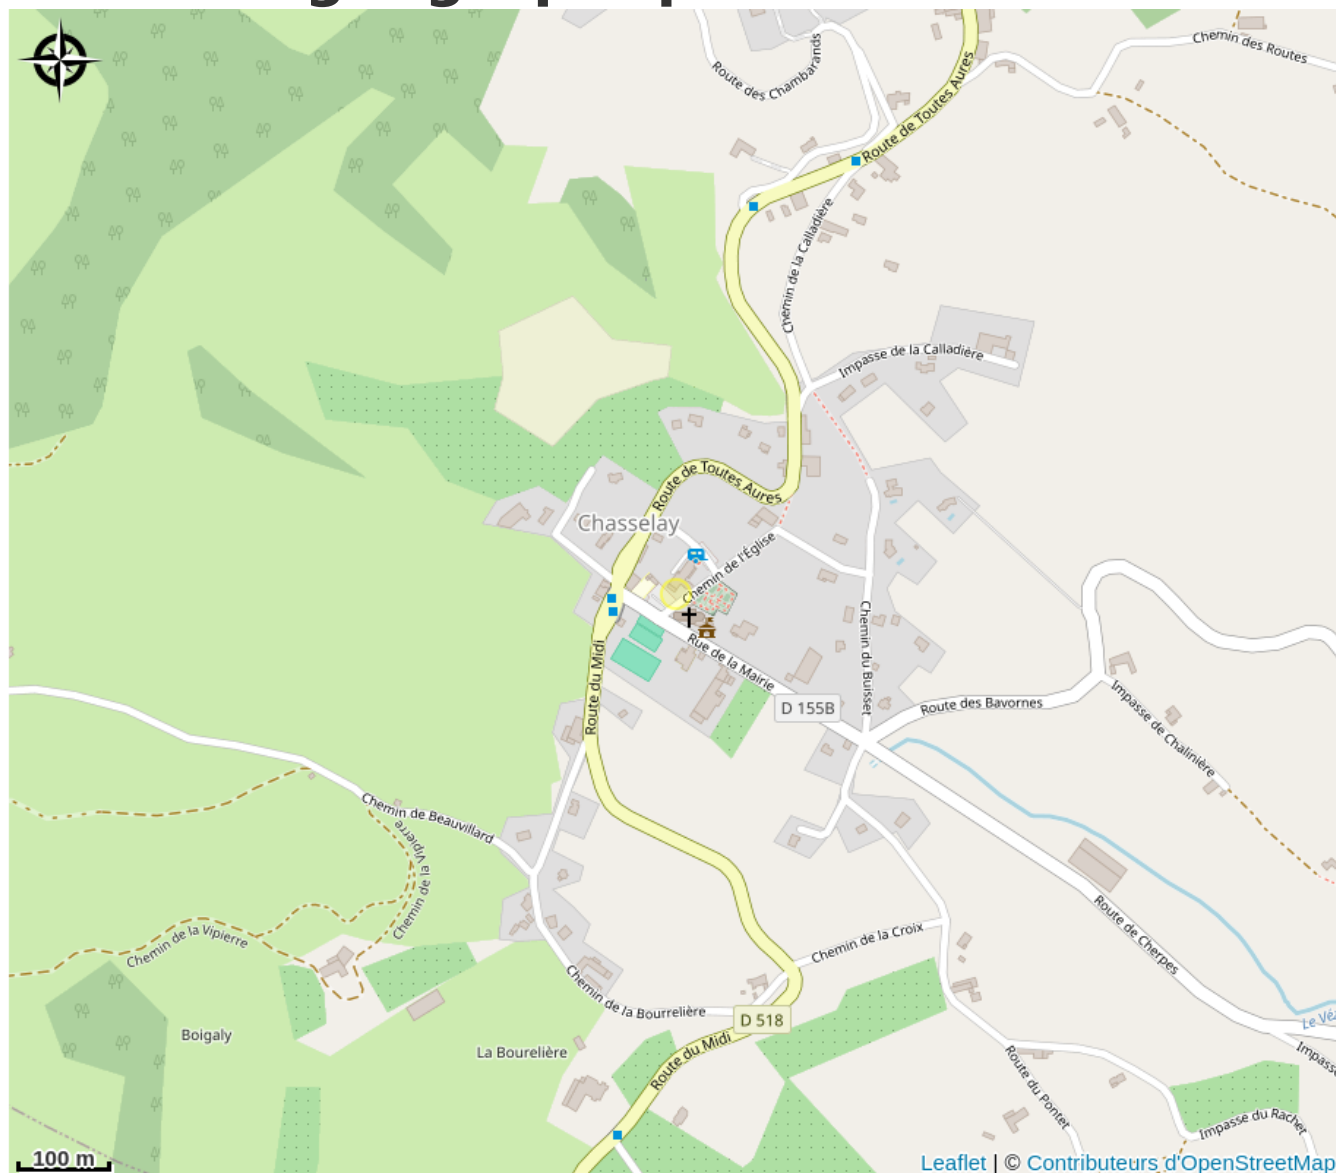 Chemin des Routes
Route des Chambarands
Route de Toutes Aures
Chemin de la Calladière
Impasse de la Calladière
Route de Toutes Aures
Chasselay
Chemin de l'Église
Chemin du Buisset
Rue de la Mairie
Route du Midi
D 155B
Route des Bavornes
Impasse de Chalinière
Chemin de Beauvillard
Chemin de la Vipierre
Chemin de la Vipierre
Chemin de la Croix
Route de Cherpes
Chemin de la Bourrelière
D 518
Le Véz
Boigaly
La Bourelière
Route du Midi
Route du Pontet
Impasse
Impasse du Rachet
100 m
Leaflet | © Contributeurs d'OpenStreetMap